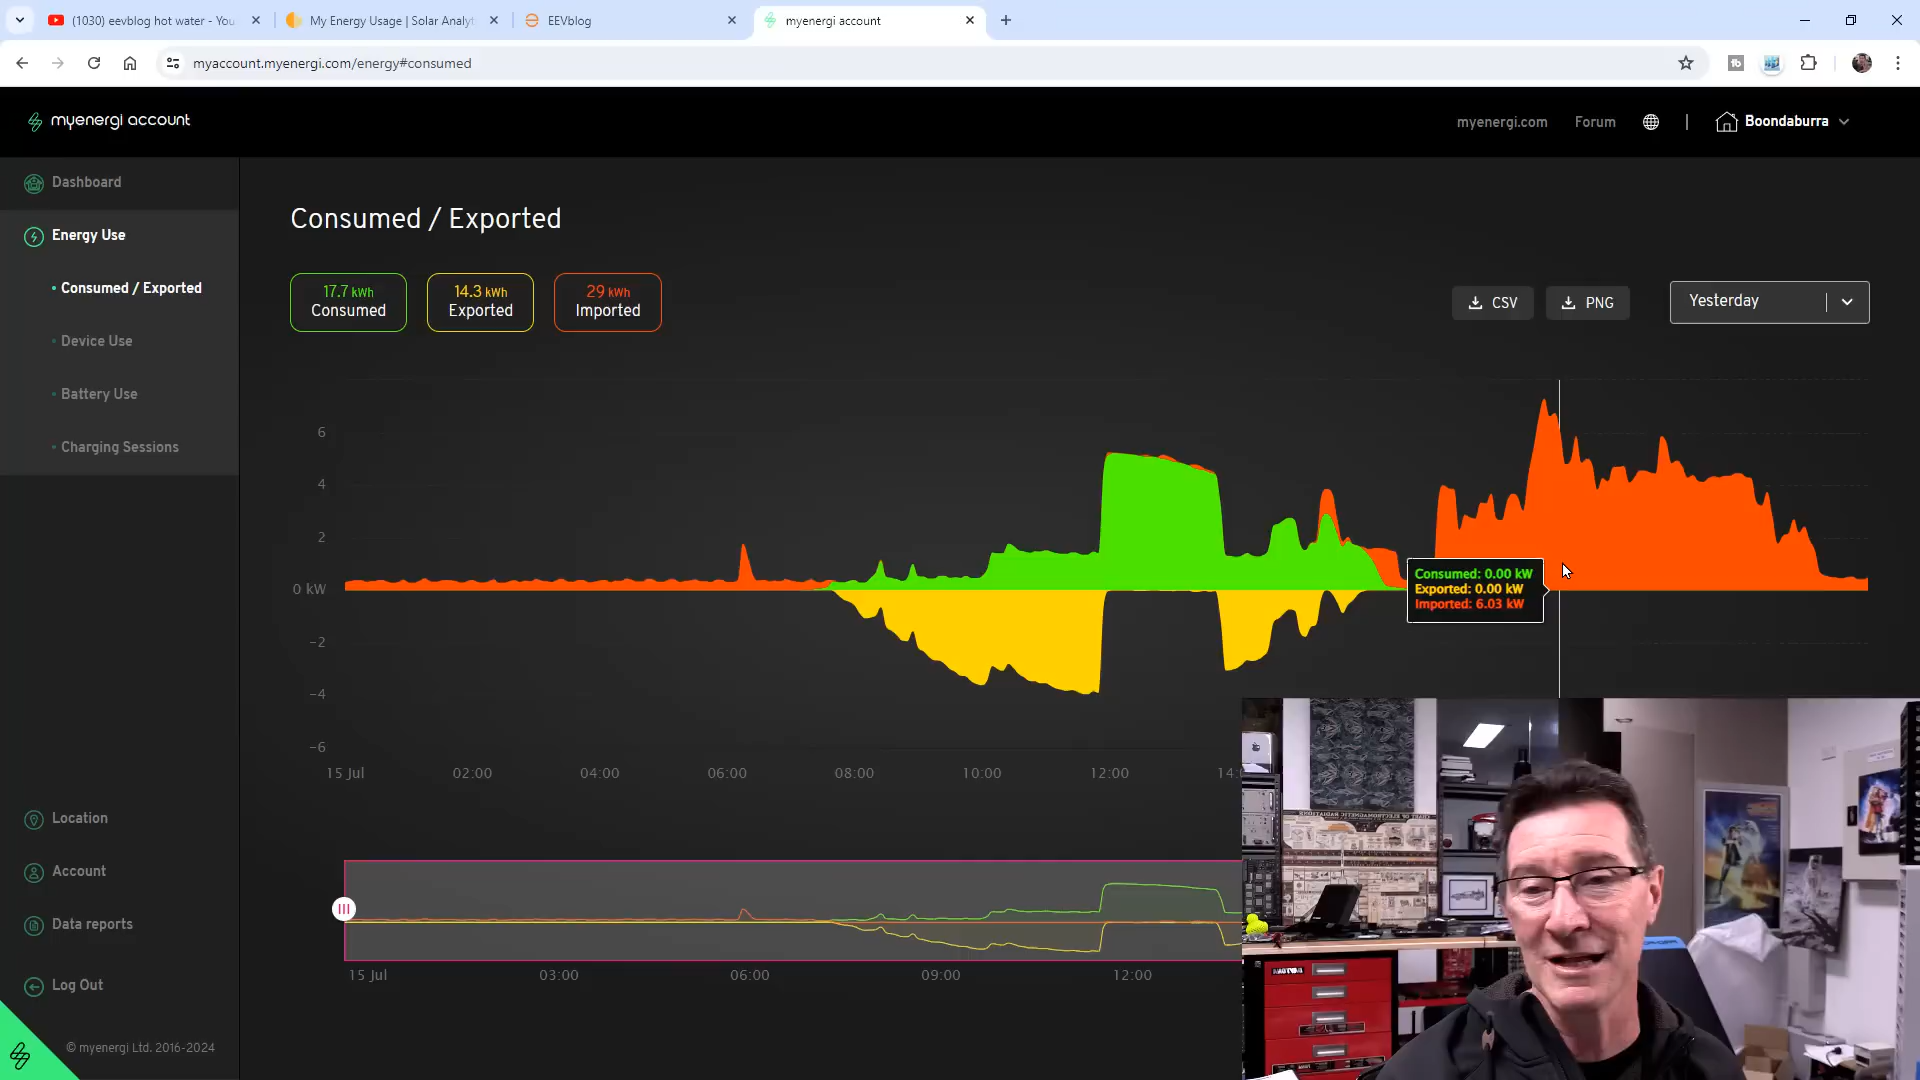 (1030) eevblog hot water - You
My Energy Usage | Solar Analyt
EEVblog
myenergi account
myaccount.myenergi.com/energy#consumed
myenergi account
myenergi.com
Forum
|
Boondaburra
Dashboard
Energy Use
Consumed / Exported
Device Use
Battery Use
Charging Sessions
Location
Account
Data reports
Log Out
© myenergi Ltd. 2016-2024
Consumed / Exported
17.7 kWh
Consumed
14.3 kWh
Exported
29 kWh
Imported
CSV
PNG
Yesterday
6
4
2
0 kW
−2
−4
−6
Consumed: 0.00 kW
Exported: 0.00 kW
Imported: 6.03 kW
15 Jul 02:00 04:00 06:00 08:00 10:00 12:00 14:0
15 Jul 03:00 06:00 09:00 12:00